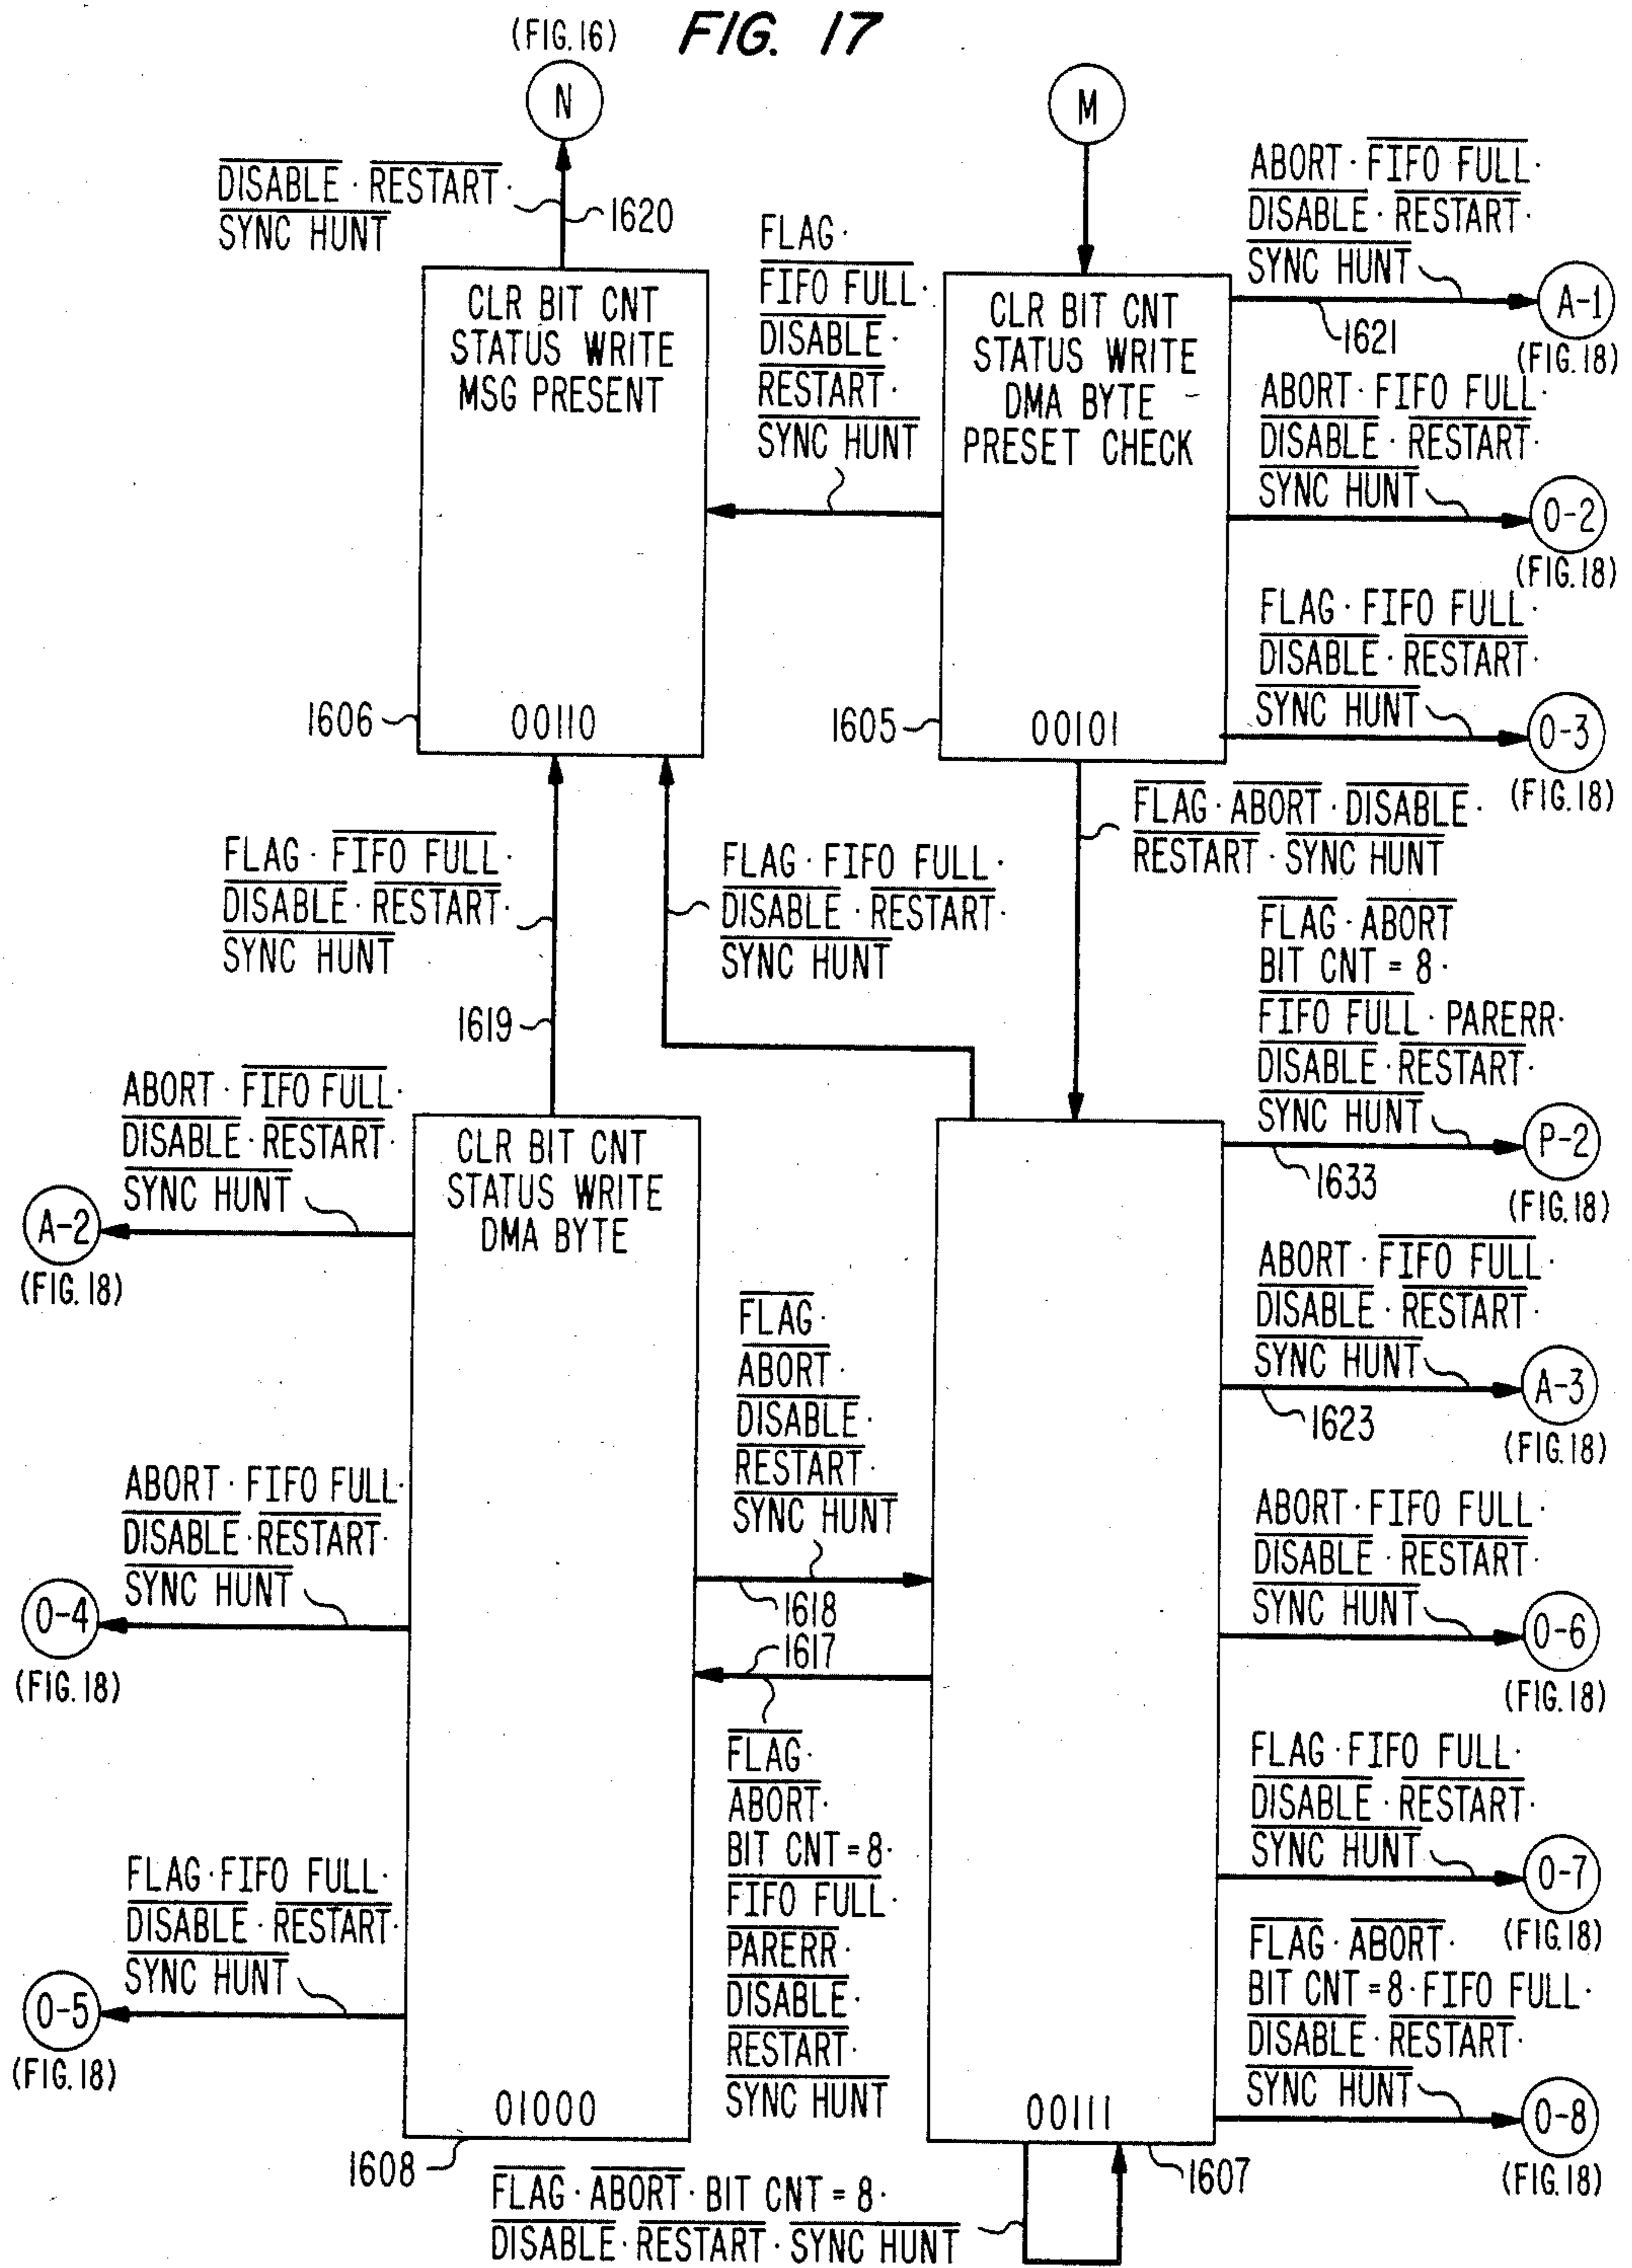 FIG. 17
(FIG.16)
N
M
DISABLE · RESTART ·
SYNC HUNT
1620
CLR BIT CNT
STATUS WRITE
MSG PRESENT
00110
1606
FLAG ·
FIFO FULL ·
DISABLE ·
RESTART ·
SYNC HUNT
CLR BIT CNT
STATUS WRITE
DMA BYTE
PRESET CHECK
00101
1605
ABORT · FIFO FULL ·
DISABLE · RESTART ·
SYNC HUNT
1621
A-1
(FIG.18)
ABORT · FIFO FULL ·
DISABLE · RESTART ·
SYNC HUNT
O-2
(FIG.18)
FLAG · FIFO FULL ·
DISABLE · RESTART ·
SYNC HUNT
O-3
(FIG.18)
FLAG · ABORT · DISABLE ·
RESTART · SYNC HUNT
FLAG · FIFO FULL ·
DISABLE · RESTART ·
SYNC HUNT
1619
FLAG · FIFO FULL ·
DISABLE · RESTART ·
SYNC HUNT
FLAG · ABORT
BIT CNT = 8 ·
FIFO FULL · PARERR ·
DISABLE · RESTART ·
SYNC HUNT
1633
P-2
(FIG.18)
ABORT · FIFO FULL ·
DISABLE · RESTART ·
SYNC HUNT
A-2
(FIG.18)
CLR BIT CNT
STATUS WRITE
DMA BYTE
ABORT · FIFO FULL ·
DISABLE · RESTART ·
SYNC HUNT
1623
A-3
(FIG.18)
FLAG ·
ABORT ·
DISABLE ·
RESTART ·
SYNC HUNT
1618
1617
ABORT · FIFO FULL ·
DISABLE · RESTART ·
SYNC HUNT
O-4
(FIG.18)
ABORT · FIFO FULL ·
DISABLE · RESTART ·
SYNC HUNT
O-6
(FIG.18)
FLAG ·
ABORT ·
BIT CNT = 8 ·
FIFO FULL ·
PARERR ·
DISABLE ·
RESTART ·
SYNC HUNT
FLAG · FIFO FULL ·
DISABLE · RESTART ·
SYNC HUNT
O-7
(FIG.18)
FLAG · FIFO FULL ·
DISABLE · RESTART ·
SYNC HUNT
O-5
(FIG.18)
FLAG · ABORT ·
BIT CNT = 8 · FIFO FULL ·
DISABLE · RESTART ·
SYNC HUNT
O-8
(FIG.18)
01000
1608
00111
1607
FLAG · ABORT · BIT CNT = 8 ·
DISABLE · RESTART · SYNC HUNT